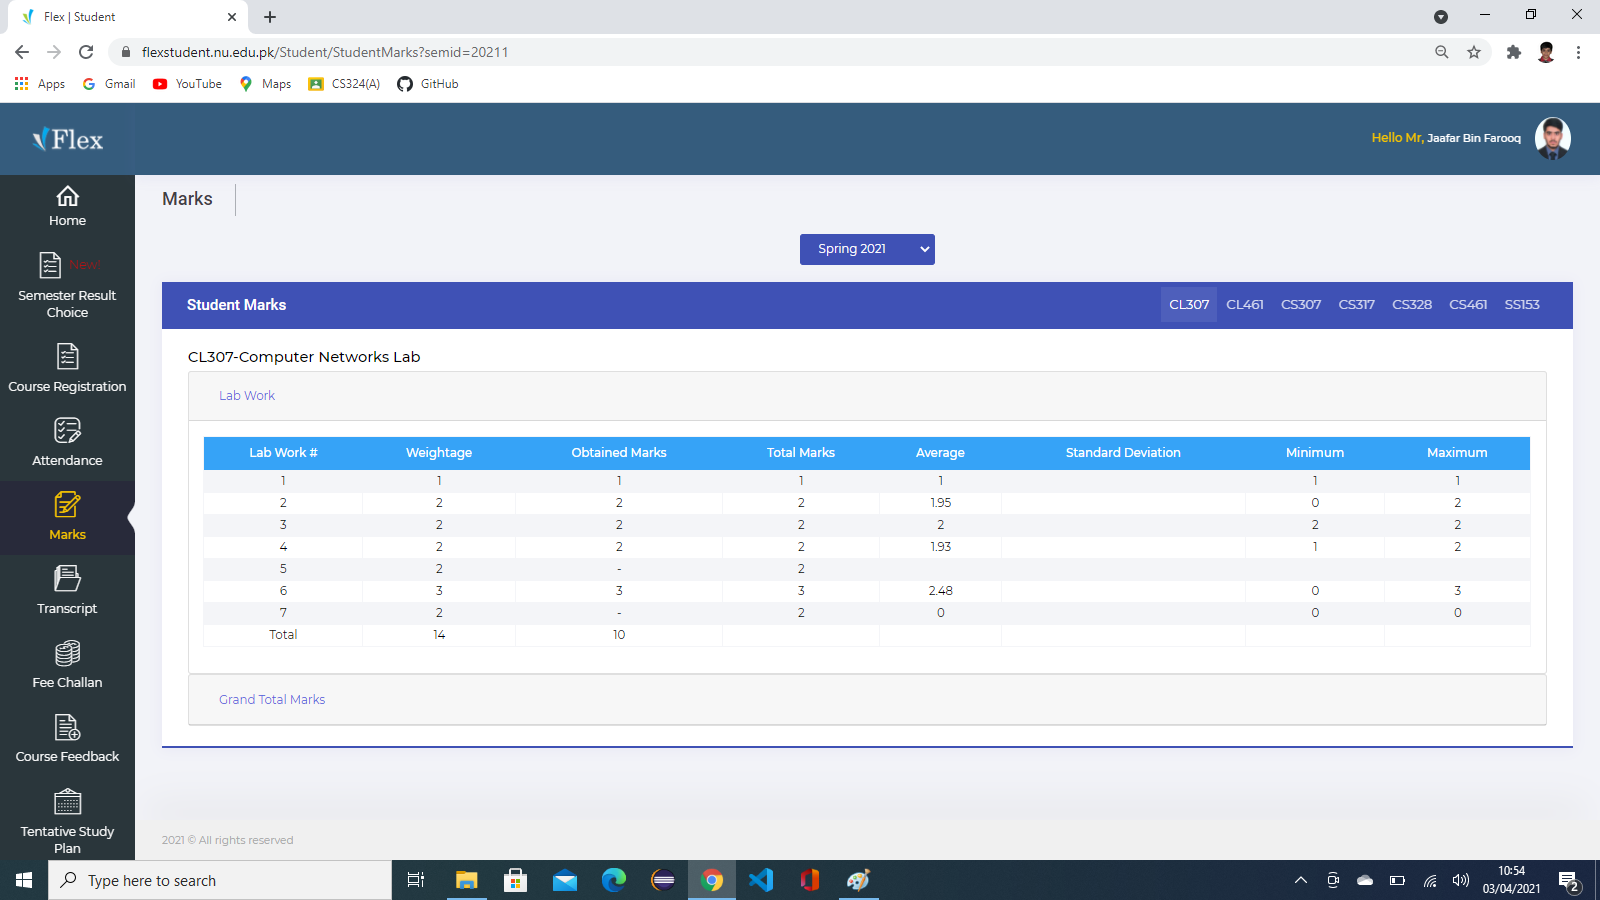 Flex | Student
flexstudent.nu.edu.pk/Student/StudentMarks?semid=20211
Apps Gmail YouTube Maps CS324(A) GitHub
Flex
Hello Mr, Jaafar Bin Farooq
Home
New!
Semester Result
Choice
Course Registration
Attendance
Marks
Transcript
Fee Challan
Course Feedback
Tentative Study
Plan
Marks
Spring 2021
Student Marks CL307 CL461 CS307 CS317 CS328 CS461 SS153
CL307-Computer Networks Lab
Lab Work
Lab Work # Weightage Obtained Marks Total Marks Average Standard Deviation Minimum Maximum
1 1 1 1 1 1 1
2 2 2 2 1.95 0 2
3 2 2 2 2 2 2
4 2 2 2 1.93 1 2
5 2 - 2
6 3 3 3 2.48 0 3
7 2 - 2 0 0 0
Total 14 10
Grand Total Marks
2021 © All rights reserved
Type here to search
10:54
03/04/2021
2